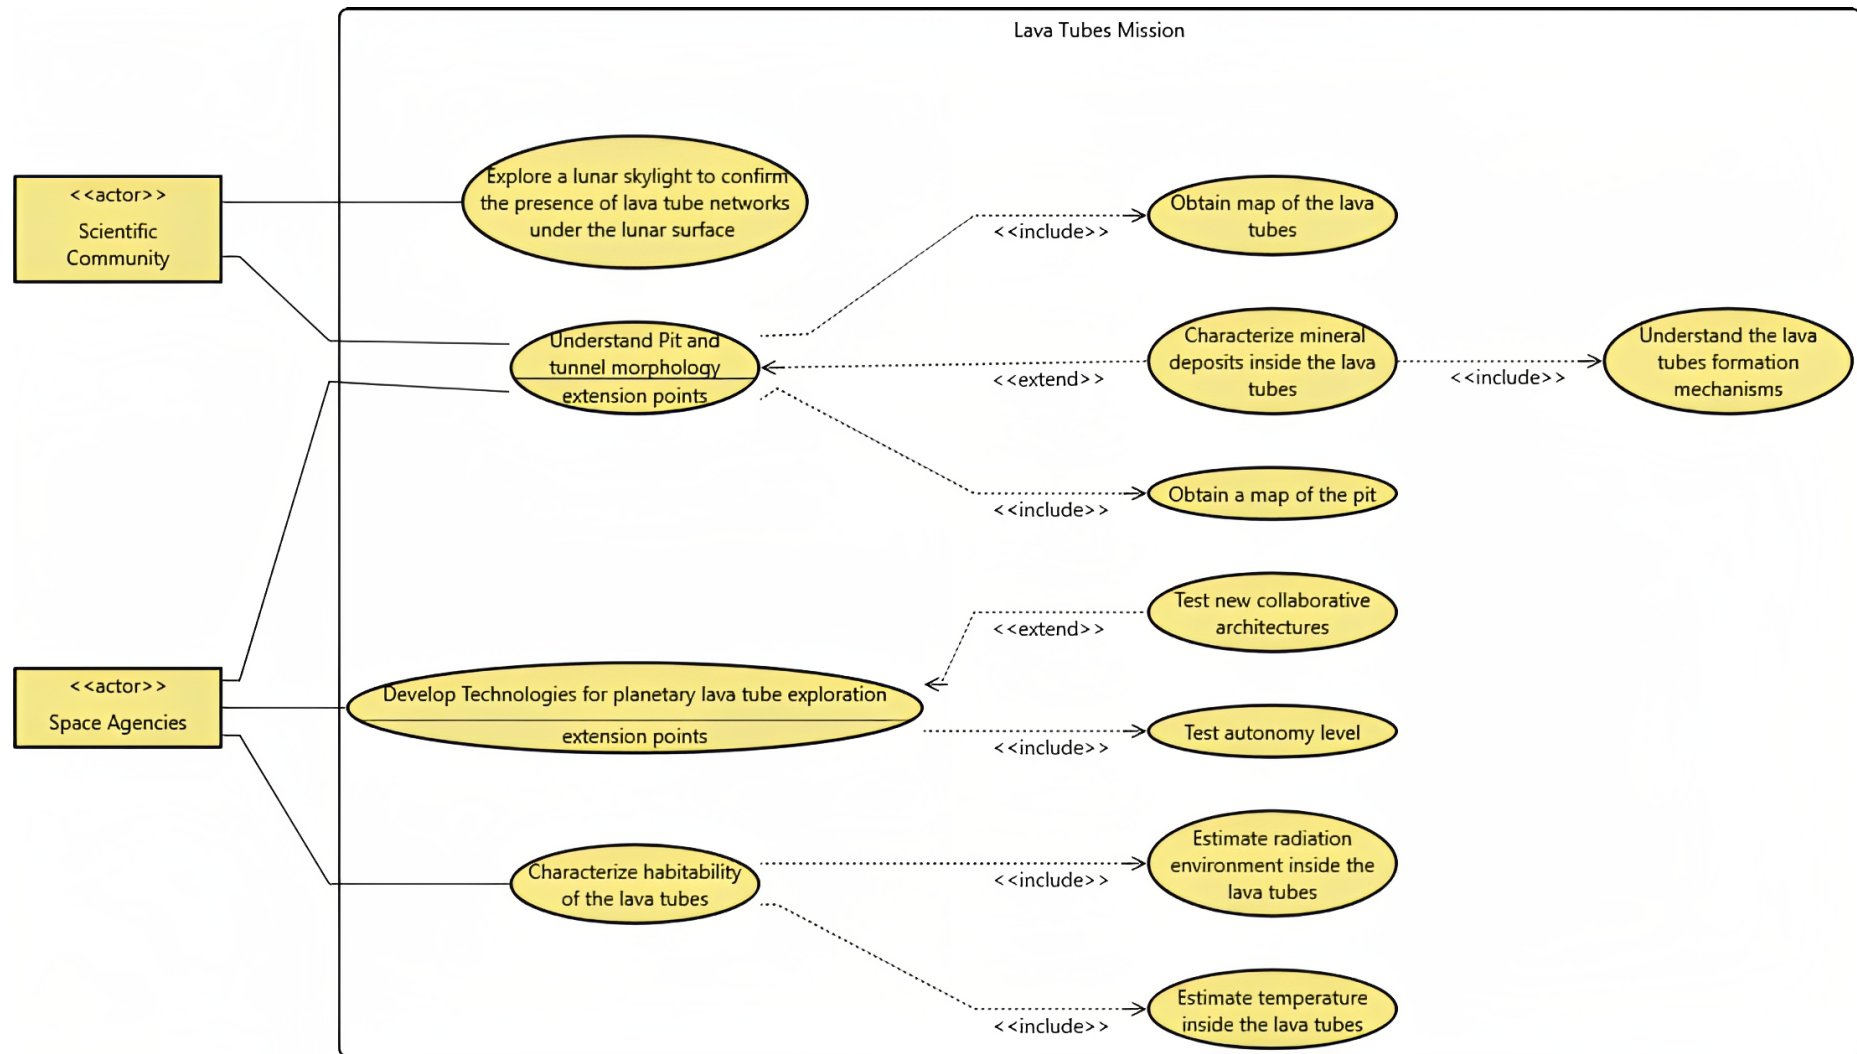 Lava Tubes Mission
<<actor>>
Scientific
Community
Explore a lunar skylight to confirm
the presence of lava tube networks
under the lunar surface
Obtain map of the lava
tubes
<<include>>
Understand Pit and
tunnel morphology
extension points
<<extend>>
Characterize mineral
deposits inside the lava
tubes
<<include>>
Understand the lava
tubes formation
mechanisms
Obtain a map of the pit
<<include>>
Test new collaborative
architectures
<<extend>>
<<actor>>
Space Agencies
Develop Technologies for planetary lava tube exploration
extension points
Test autonomy level
<<include>>
Characterize habitability
of the lava tubes
Estimate radiation
environment inside the
lava tubes
<<include>>
Estimate temperature
inside the lava tubes
<<include>>